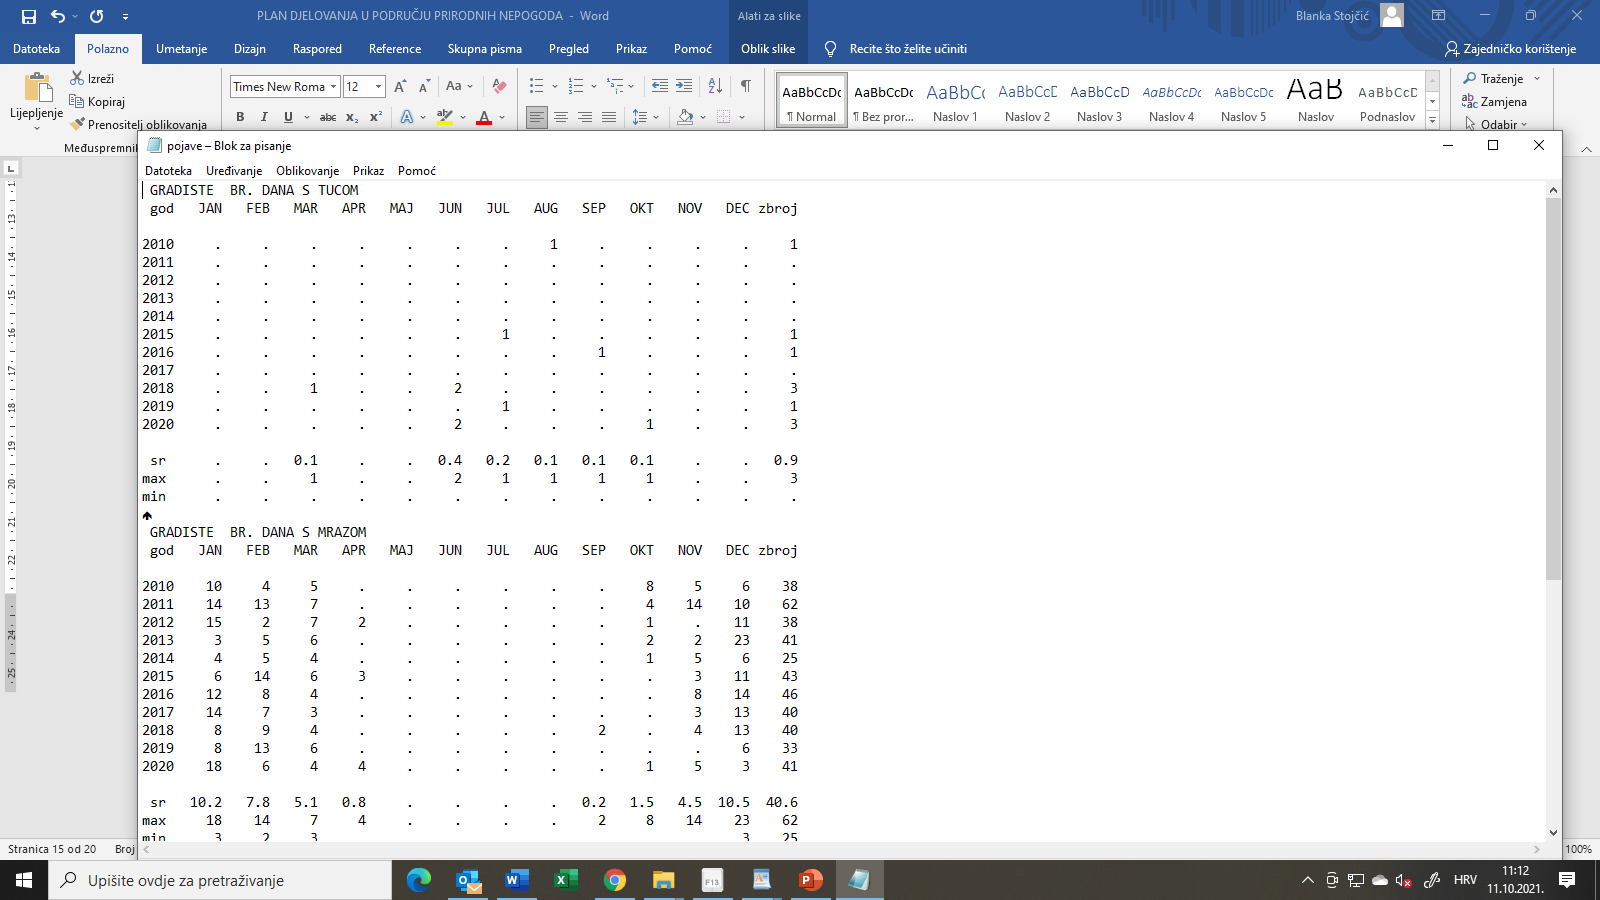 PLAN DJELOVANJA U PODRUČJU PRIRODNIH NEPOGODA - Word
Alati za slike
Blanka Stojčić
Datoteka Polazno Umetanje Dizajn Raspored Reference Skupna pisma Pregled Prikaz Pomoć Oblik slike Recite što želite učiniti Zajedničko korištenje
Lijepljenje
Izreži
Kopiraj
Prenositelj oblikovanja
Međuspremnik
Times New Roma 12
AaBbCcDc AaBbCcDc AaBbCc AaBbCcC AaBbCcD AaBbCcDc AaBbCcDc AaB AaBbCcD
¶ Normal ¶ Bez pror... Naslov 1 Naslov 2 Naslov 3 Naslov 4 Naslov 5 Naslov Podnaslov
Traženje
Zamjena
Odabir
pojave – Blok za pisanje
Datoteka Uređivanje Oblikovanje Prikaz Pomoć
GRADISTE BR. DANA S TUCOM
god JAN FEB MAR APR MAJ JUN JUL AUG SEP OKT NOV DEC zbroj
2010 . . . . . . . 1 . . . . 1
2011 . . . . . . . . . . . . .
2012 . . . . . . . . . . . . .
2013 . . . . . . . . . . . . .
2014 . . . . . . . . . . . . .
2015 . . . . . . 1 . . . . . 1
2016 . . . . . . . . 1 . . . 1
2017 . . . . . . . . . . . . .
2018 . . 1 . . 2 . . . . . . 3
2019 . . . . . . 1 . . . . . 1
2020 . . . . . 2 . . . 1 . . 3
sr . . 0.1 . . 0.4 0.2 0.1 0.1 0.1 . . 0.9
max . . 1 . . 2 1 1 1 1 . . 3
min . . . . . . . . . . . . .
GRADISTE BR. DANA S MRAZOM
god JAN FEB MAR APR MAJ JUN JUL AUG SEP OKT NOV DEC zbroj
2010 10 4 5 . . . . . . 8 5 6 38
2011 14 13 7 . . . . . . 4 14 10 62
2012 15 2 7 2 . . . . . 1 . 11 38
2013 3 5 6 . . . . . . 2 2 23 41
2014 4 5 4 . . . . . . 1 5 6 25
2015 6 14 6 3 . . . . . . 3 11 43
2016 12 8 4 . . . . . . . 8 14 46
2017 14 7 3 . . . . . . . 3 13 40
2018 8 9 4 . . . . . 2 . 4 13 40
2019 8 13 6 . . . . . . . . 6 33
2020 18 6 4 4 . . . . . 1 5 3 41
sr 10.2 7.8 5.1 0.8 . . . . 0.2 1.5 4.5 10.5 40.6
max 18 14 7 4 . . . . 2 8 14 23 62
min 3 2 3 3 25
Stranica 15 od 20 Broj 100%
Upišite ovdje za pretraživanje
HRV
11:12
11.10.2021.